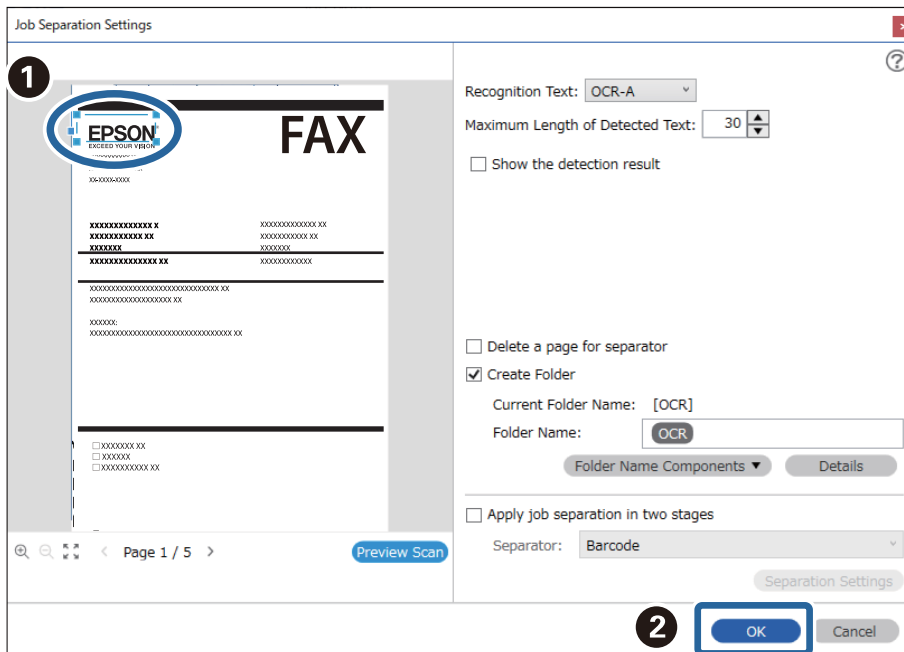 Job Separation Settings
1
EPSON
EXCEED YOUR VISION
FAX
XX-XXXX-XXXX
XXXXXXXXXXXXX X
XXXXXXXXXXXXX XX
XXXXXXXXXXX XX
XXXXXXXXXXX XX
XXXXXXX
XXXXXXX
XXXXXXXXXXXXXX XX
XXXXXXXXXXXX
XXXXXXXXXXXXXXXXXXXXXXXXXXXXXX XX
XXXXXXXXXXXXXXXXXXX XX
XXXXXX:
XXXXXXXXXXXXXXXXXXXXXXXXXXXXXXXXX XX
XXXXXXX XX
XXXXXX
XXXXXXXXXX XX
Page 1 / 5
Preview Scan
Recognition Text: OCR-A
Maximum Length of Detected Text: 30
Show the detection result
Delete a page for separator
Create Folder
Current Folder Name: [OCR]
Folder Name: OCR
Folder Name Components ▼ Details
Apply job separation in two stages
Separator: Barcode
Separation Settings
2
OK Cancel